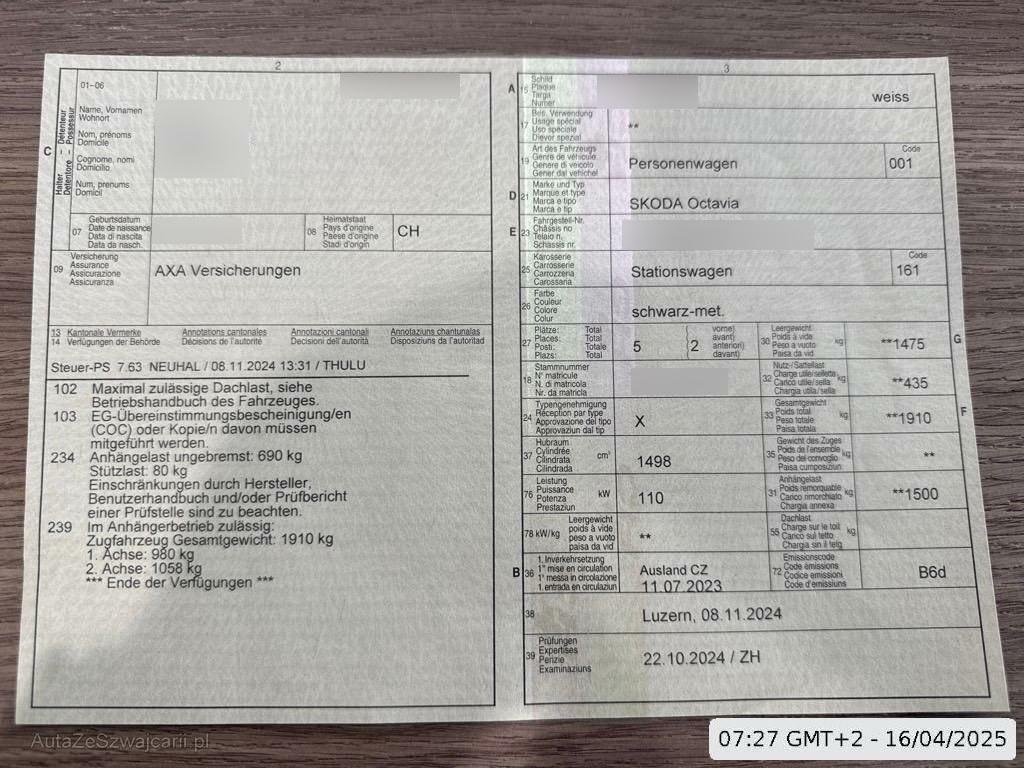 2
01-06
Name, Vornamen
Wohnort
Nom, prénoms
Domicile
Cognome, nomi
Domicilio
Num, prenums
Domicil
C
Halter – Détenteur
Detentore – Possessur
07
Geburtsdatum
Date de naissance
Data di nascita
Data da nasch.
08
Heimatstaat
Pays d'origine
Paese d'origine
Stadi d'origin
CH
09
Versicherung
Assurance
Assicurazione
Assicuranza
AXA Versicherungen
13 Kantonale Vermerke Annotations cantonales Annotazioni cantonali Annotaziuns chantunalas
14 Verfügungen der Behörde Décisions de l'autorité Decisioni dell'autorità Disposiziuns da l'autoritad
Steuer-PS 7.63 NEUHAL / 08.11.2024 13:31 / THULU
102 Maximal zulässige Dachlast, siehe
Betriebshandbuch des Fahrzeuges.
103 EG-Übereinstimmungsbescheinigung/en
(COC) oder Kopie/n davon müssen
mitgeführt werden.
234 Anhängelast ungebremst: 690 kg
Stützlast: 80 kg
Einschränkungen durch Hersteller,
Benutzerhandbuch und/oder Prüfbericht
einer Prüfstelle sind zu beachten.
239 Im Anhängerbetrieb zulässig:
Zugfahrzeug Gesamtgewicht: 1910 kg
1. Achse: 980 kg
2. Achse: 1058 kg
*** Ende der Verfügungen ***
3
A
15
Schild
Plaque
Targa
Numer
weiss
17
Bes. Verwendung
Usage spécial
Uso speciale
Diever spezial
**
19
Art des Fahrzeugs
Genre de véhicule
Genere di veicolo
Gener dal vehichel
Personenwagen
Code
001
D
21
Marke und Typ
Marque et type
Marca e tipo
Marca e tip
SKODA Octavia
E
23
Fahrgestell-Nr.
Châssis no
Telaio n.
Schassis nr.
25
Karosserie
Carrosserie
Carrozzeria
Carossaria
Stationswagen
Code
161
26
Farbe
Couleur
Colore
Colur
schwarz-met.
27
Plätze: Total
Places: Total
Posti: Totale
Plazs: Total
5
2
vorne)
avant)
anteriori)
davant)
30
Leergewicht
Poids à vide
Peso a vuoto
Paisa da vid
kg
**1475
G
18
Stammnummer
N° matricule
N. di matricola
Nr. da matricla
32
Nutz-/Sattellast
Charge utile/sellette
Carico utile/sella
Chargia utila/sella
kg
**435
24
Typengenehmigung
Réception par type
Approvazione del tipo
Approvaziun dal tip
X
33
Gesamtgewicht
Poids total
Peso totale
Paisa totala
kg
**1910
F
37
Hubraum
Cylindrée
Cilindrata
Cilindrada
cm³
1498
35
Gewicht des Zuges
Poids de l'ensemble
Peso del convoglio
Paisa cumposiziun
kg
**
76
Leistung
Puissance
Potenza
Prestaziun
kW
110
31
Anhängelast
Poids remorquable
Carico rimorchiato
Chargia annexa
kg
**1500
78 kW/kg
Leergewicht
poids à vide
peso a vuoto
paisa da vid
**
55
Dachlast
Charge sur le toit
Carico sul tetto
Chargia sin il tetg
kg
B
36
1. Inverkehrsetzung
1re mise en circulation
1a messa in circolazione
1. entrada en circulaziun
Ausland CZ
11.07.2023
72
Emissionscode
Code émissions
Codice emissioni
Code d'emissiuns
B6d
38
Luzern, 08.11.2024
39
Prüfungen
Expertises
Perizie
Examinaziuns
22.10.2024 / ZH
AutaZeSzwajcarii.pl
07:27 GMT+2 - 16/04/2025